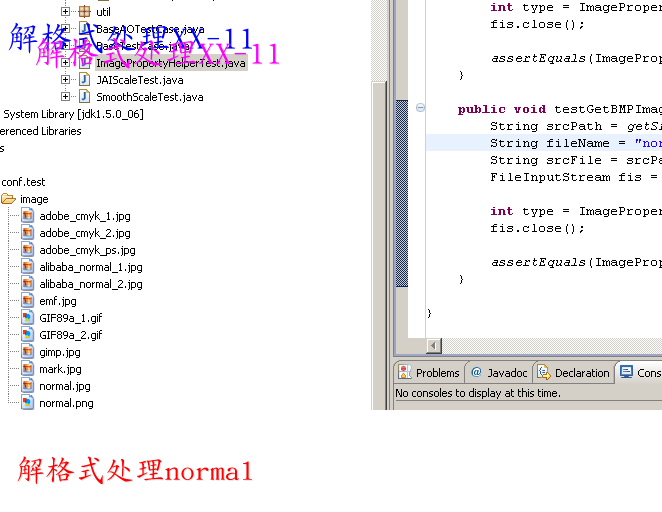 util
BaseAOTestCase.java
解格式处理XX-11
BaseTestCase.java
解格式处理XX-11
ImagePropertyHelperTest.java
JAIScaleTest.java
SmoothScaleTest.java
System Library [jdk1.5.0_06]
erenced Libraries
s
conf.test
image
adobe_cmyk_1.jpg
adobe_cmyk_2.jpg
adobe_cmyk_ps.jpg
alibaba_normal_1.jpg
alibaba_normal_2.jpg
emf.jpg
GIF89a_1.gif
GIF89a_2.gif
gimp.jpg
mark.jpg
normal.jpg
normal.png
int type = ImageProper
fis.close();
assertEquals(ImageProp
}
public void testGetBMPImag
String srcPath = getSr
String fileName = "nor
String srcFile = srcPa
FileInputStream fis =
int type = ImageProper
fis.close();
assertEquals(ImageProp
}
}
Problems @ Javadoc Declaration Cons
No consoles to display at this time.
解格式处理normal